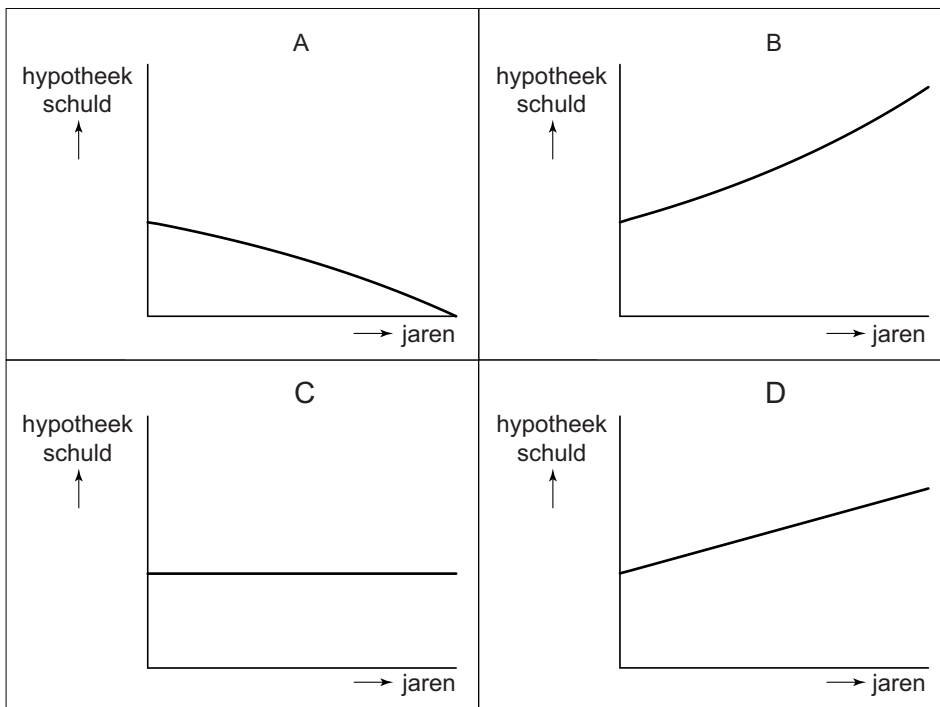 A
hypotheek
schuld
jaren
B
hypotheek
schuld
jaren
C
hypotheek
schuld
jaren
D
hypotheek
schuld
jaren